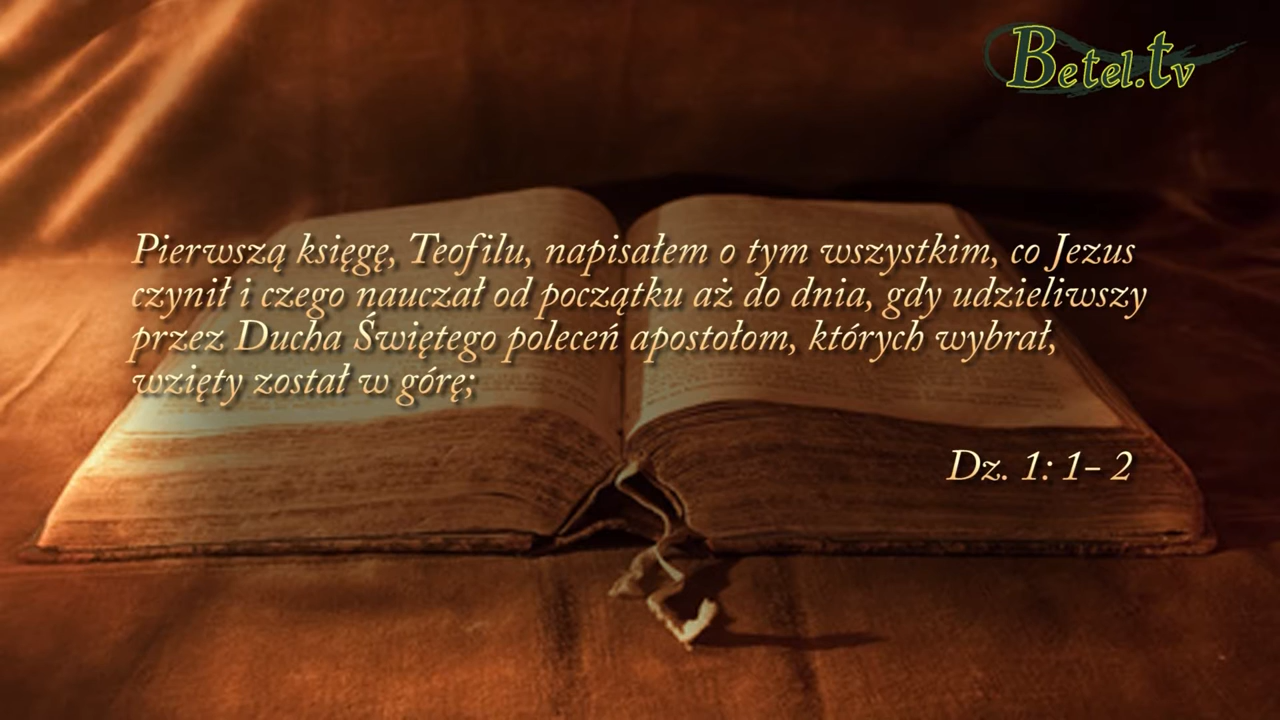 Betel.tv
Pierwszą księgę, Teofilu, napisałem o tym wszystkim, co Jezus
czynił i czego nauczał od początku aż do dnia, gdy udzieliwszy
przez Ducha Świętego poleceń apostołom, których wybrał,
wzięty został w górę;
Dz. 1: 1- 2